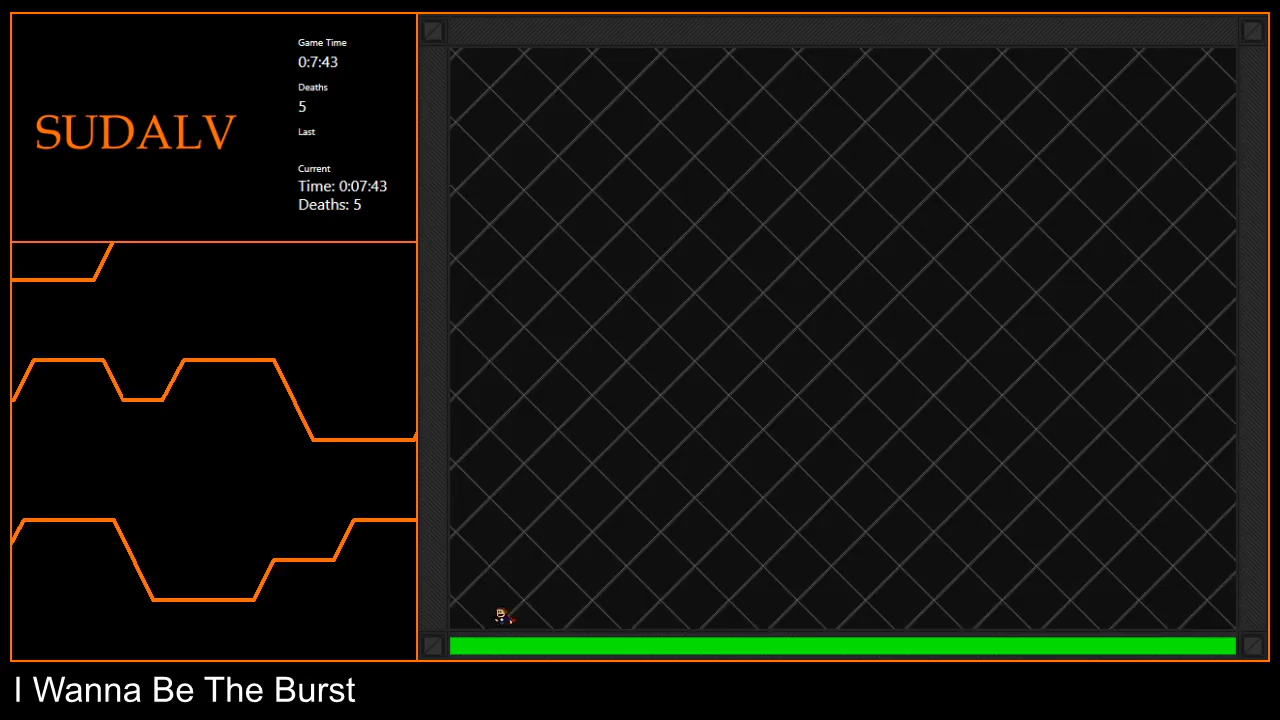 Game Time
0:7:43
Deaths
5
SUDALV
Last
Current
Time: 0:07:43
Deaths: 5
I Wanna Be The Burst